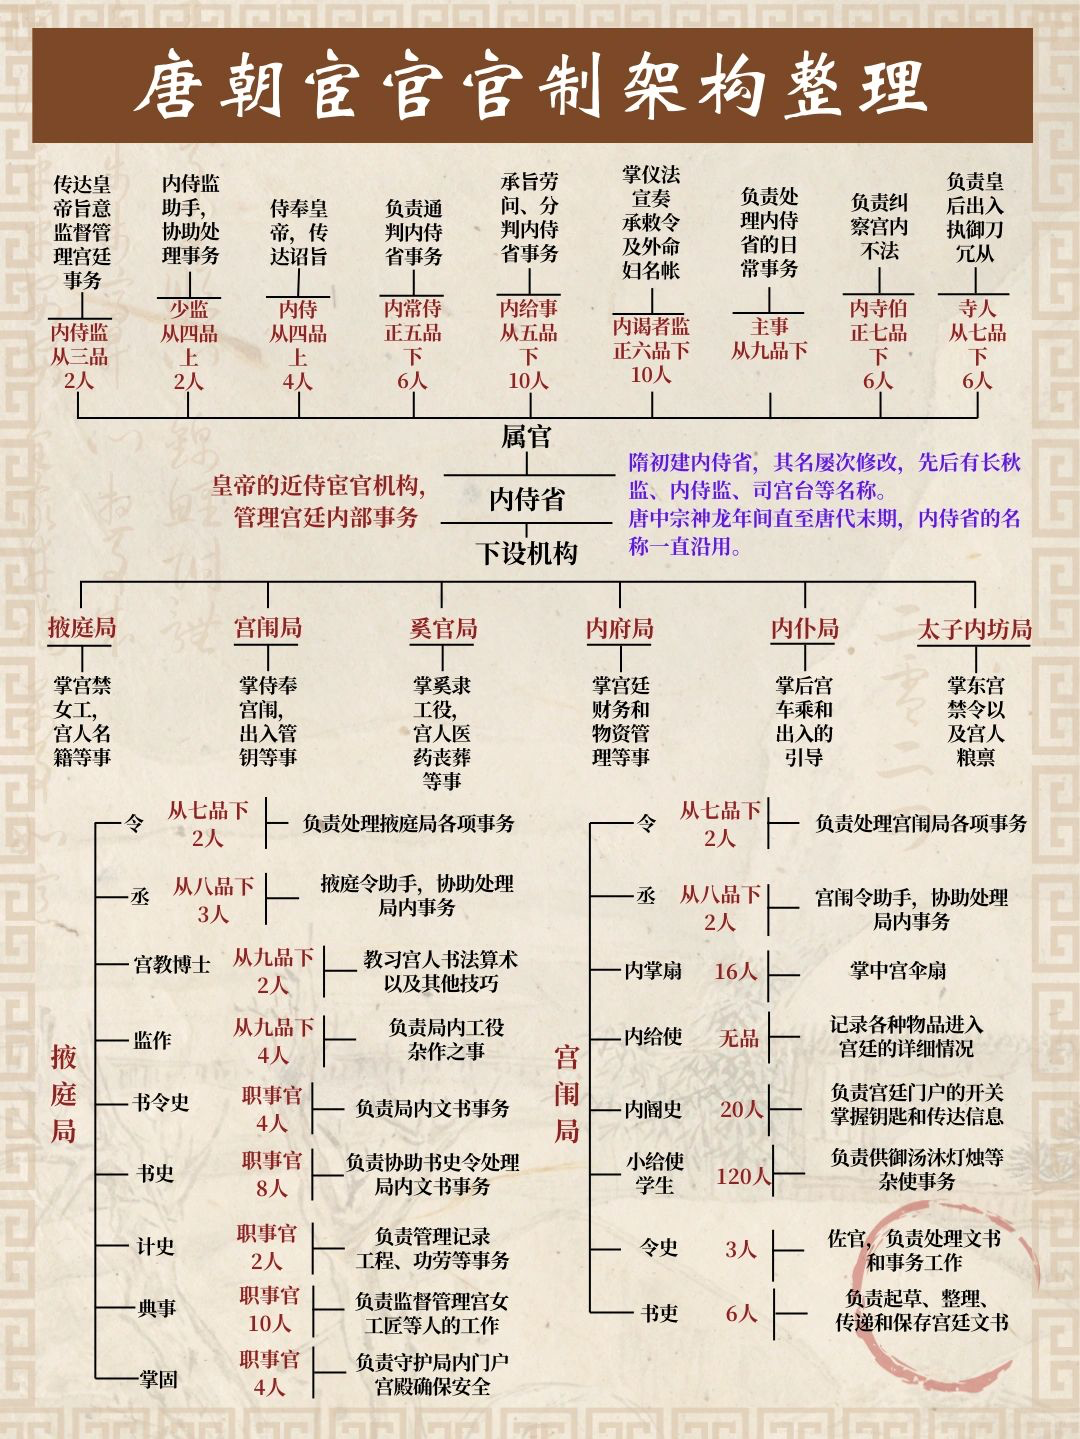 唐朝宦官官制架构整理
传达皇
帝旨意
监督管
理宫廷
事务
内侍监
从三品
2人
内侍监
助手，
协助处
理事务
少监
从四品
上
2人
侍奉皇
帝，传
达诏旨
内侍
从四品
上
4人
负责通
判内侍
省事务
内常侍
正五品
下
6人
承旨劳
问、分
判内侍
省事务
内给事
从五品
下
10人
掌仪法
宣奏
承敕令
及外命
妇名帐
内谒者监
正六品下
10人
负责处
理内侍
省的日
常事务
主事
从九品下
负责纠
察宫内
不法
内寺伯
正七品
下
6人
负责皇
后出入
执御刀
冗从
寺人
从七品
下
6人
属官
皇帝的近侍宦官机构，
管理宫廷内部事务
内侍省
隋初建内侍省，其名屡次修改，先后有长秋
监、内侍监、司宫台等名称。
唐中宗神龙年间直至唐代末期，内侍省的名
称一直沿用。
下设机构
掖庭局
掌宫禁
女工，
宫人名
籍等事
宫闱局
掌侍奉
宫闱，
出入管
钥等事
奚官局
掌奚隶
工役，
宫人医
药丧葬
等事
内府局
掌宫廷
财务和
物资管
理等事
内仆局
掌后宫
车乘和
出入的
引导
太子内坊局
掌东宫
禁令以
及宫人
粮禀
掖
庭
局
令
从七品下
2人
负责处理掖庭局各项事务
丞
从八品下
3人
掖庭令助手，协助处理
局内事务
宫教博士
从九品下
2人
教习宫人书法算术
以及其他技巧
监作
从九品下
4人
负责局内工役
杂作之事
书令史
职事官
4人
负责局内文书事务
书史
职事官
8人
负责协助书史令处理
局内文书事务
计史
职事官
2人
负责管理记录
工程、功劳等事务
典事
职事官
10人
负责监督管理宫女
工匠等人的工作
掌固
职事官
4人
负责守护局内门户
宫殿确保安全
宫
闱
局
令
从七品下
2人
负责处理宫闱局各项事务
丞
从八品下
2人
宫闱令助手，协助处理
局内事务
内掌扇
16人
掌中宫伞扇
内给使
无品
记录各种物品进入
宫廷的详细情况
内阍史
20人
负责宫廷门户的开关
掌握钥匙和传达信息
小给使
学生
120人
负责供御汤沐灯烛等
杂使事务
令史
3人
佐官，负责处理文书
和事务工作
书吏
6人
负责起草、整理、
传递和保存宫廷文书